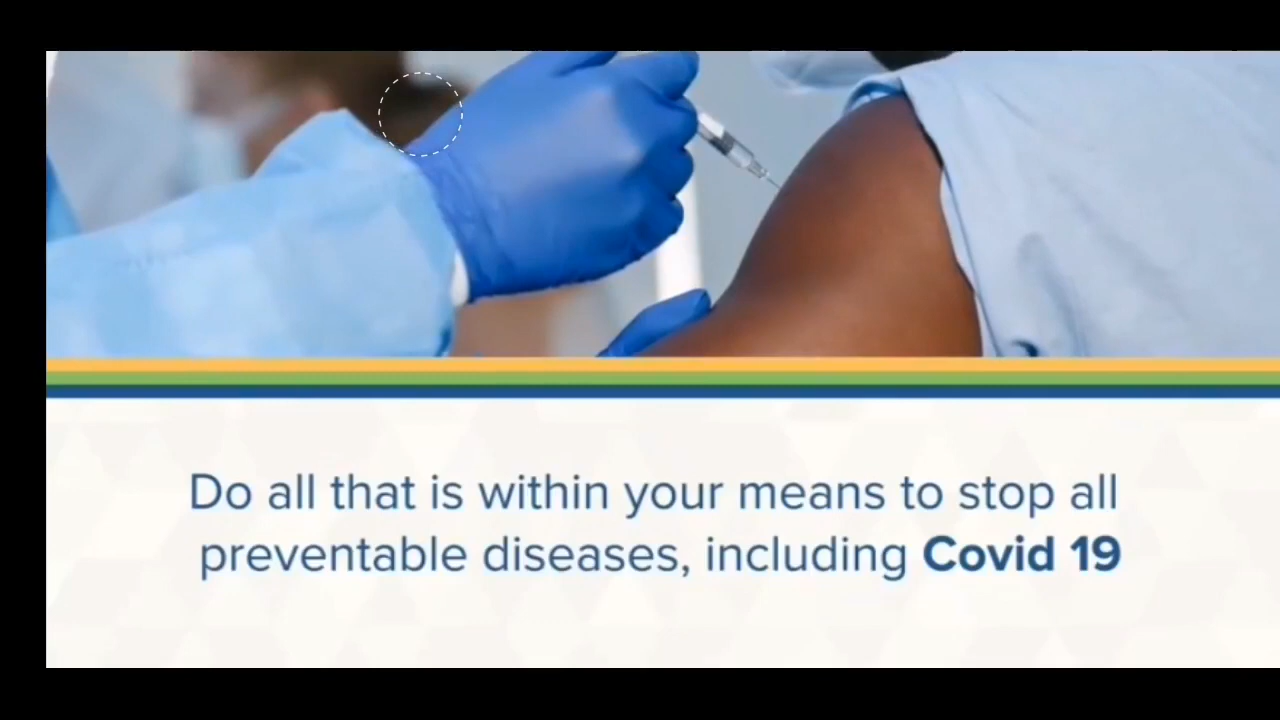 Do all that is within your means to stop all
preventable diseases, including Covid 19